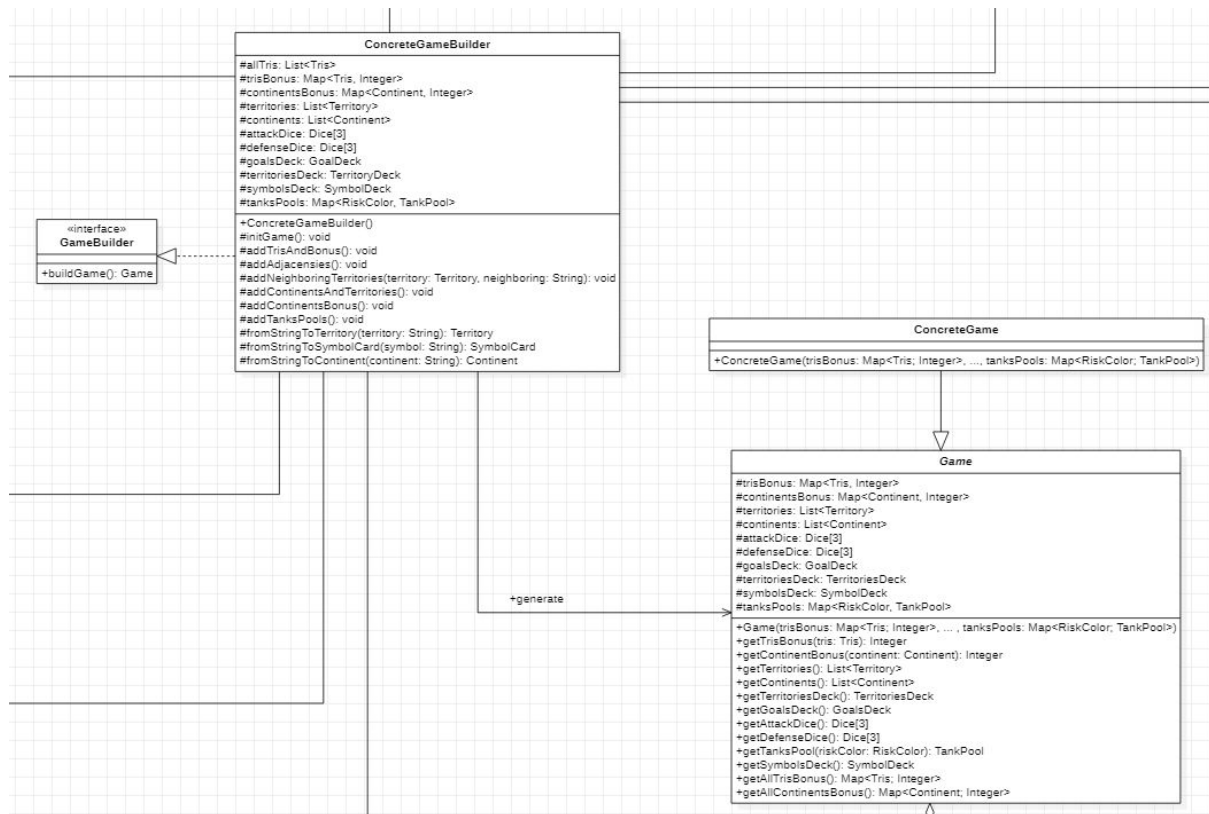 ConcreteGameBuilder
#allTris: List<Tris>
#trisBonus: Map<Tris, Integer>
#continentsBonus: Map<Continent, Integer>
#territories: List<Territory>
#continents: List<Continent>
#attackDice: Dice[3]
#defenseDice: Dice[3]
#goalsDeck: GoalDeck
#territoriesDeck: TerritoryDeck
#symbolsDeck: SymbolDeck
#tanksPools: Map<RiskColor, TankPool>
+ConcreteGameBuilder()
#initGame(): void
#addTrisAndBonus(): void
#addAdjacensies(): void
#addNeighboringTerritories(territory: Territory, neighboring: String): void
#addContinentsAndTerritories(): void
#addContinentsBonus(): void
#addTanksPools(): void
#fromStringToTerritory(territory: String): Territory
#fromStringToSymbolCard(symbol: String): SymbolCard
#fromStringToContinent(continent: String): Continent
«interface»
GameBuilder
+buildGame(): Game
ConcreteGame
+ConcreteGame(trisBonus: Map<Tris; Integer>, ..., tanksPools: Map<RiskColor; TankPool>)
+generate
Game
#trisBonus: Map<Tris, Integer>
#continentsBonus: Map<Continent, Integer>
#territories: List<Territory>
#continents: List<Continent>
#attackDice: Dice[3]
#defenseDice: Dice[3]
#goalsDeck: GoalDeck
#territoriesDeck: TerritoriesDeck
#symbolsDeck: SymbolDeck
#tanksPools: Map<RiskColor, TankPool>
+Game(trisBonus: Map<Tris; Integer>, ... , tanksPools: Map<RiskColor; TankPool>)
+getTrisBonus(tris: Tris): Integer
+getContinentBonus(continent: Continent): Integer
+getTerritories(): List<Territory>
+getContinents(): List<Continent>
+getTerritoriesDeck(): TerritoriesDeck
+getGoalsDeck(): GoalsDeck
+getAttackDice(): Dice[3]
+getDefenseDice(): Dice[3]
+getTanksPool(riskColor: RiskColor): TankPool
+getSymbolsDeck(): SymbolDeck
+getAllTrisBonus(): Map<Tris; Integer>
+getAllContinentsBonus(): Map<Continent; Integer>